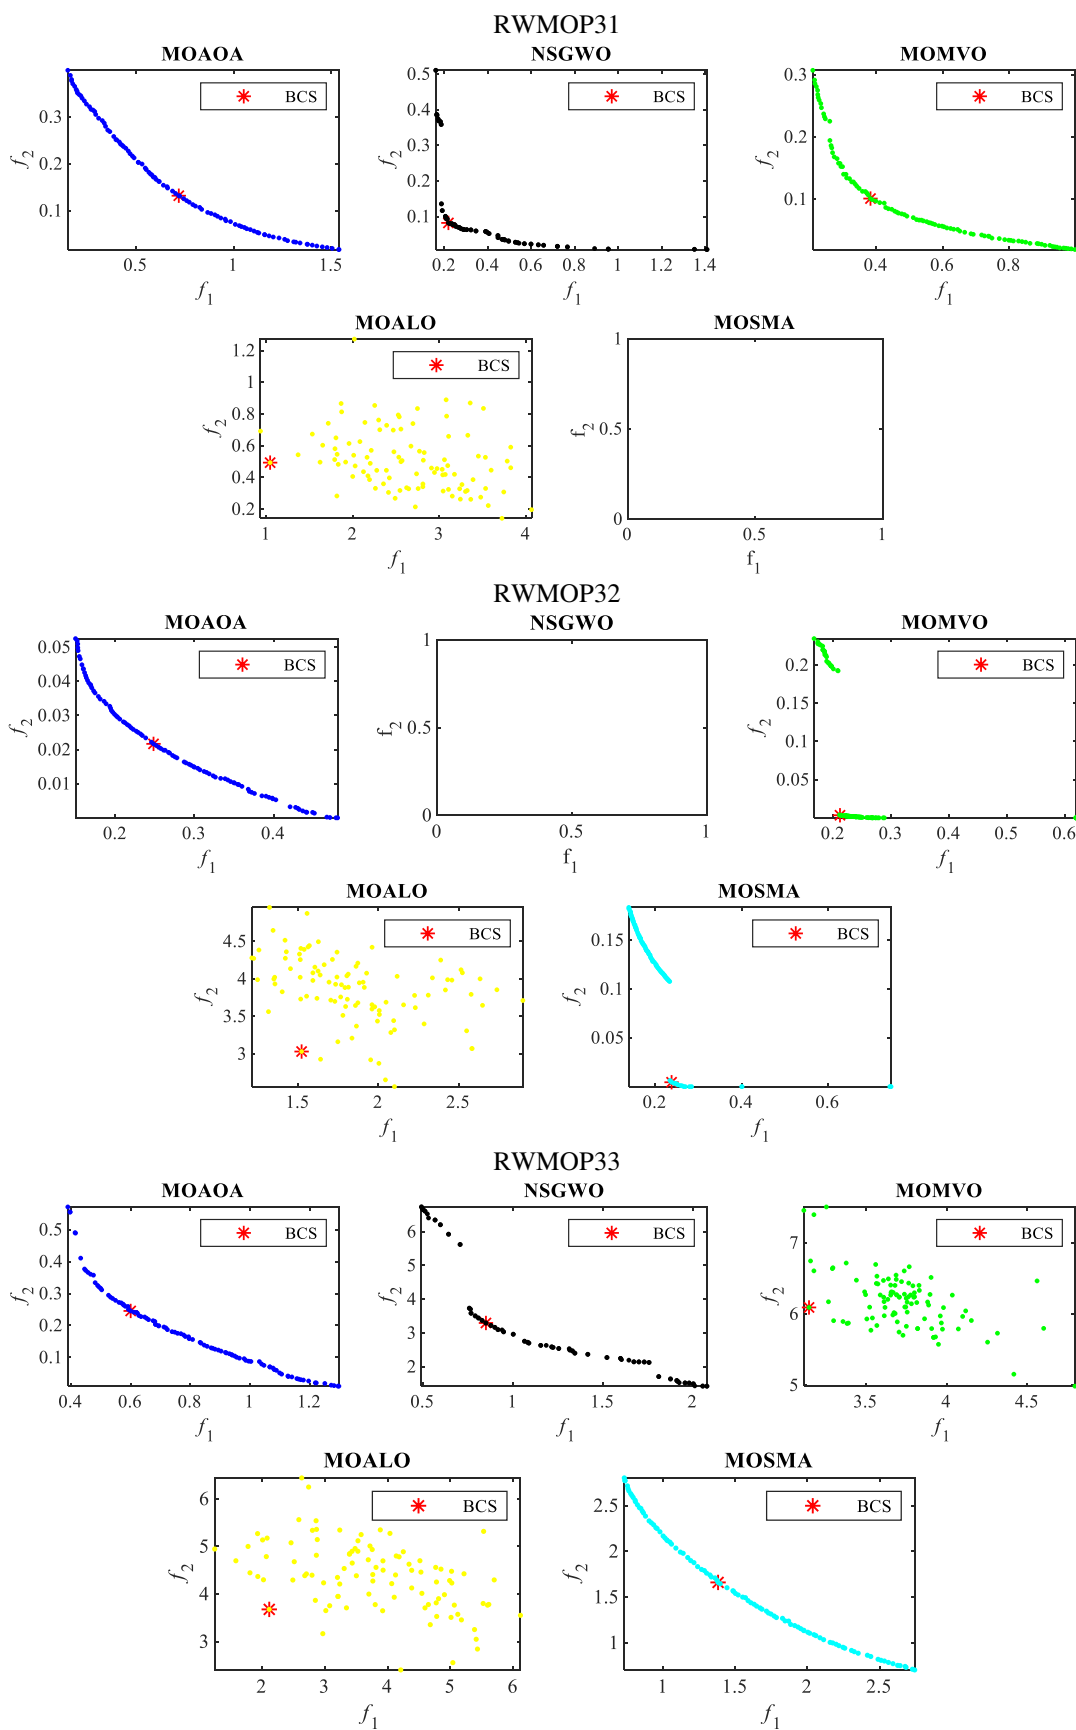 RWMOP31
MOAOA NSGWO MOMVO
BCS BCS BCS
0.3 0.2 0.1
0.5 0.4 0.3 0.2 0.1
0.3 0.2 0.1
f2 f2 f2
0.5 1 1.5
0.2 0.4 0.6 0.8 1 1.2 1.4
0.4 0.6 0.8
f1 f1 f1
MOALO MOSMA
BCS
1.2 1 0.8 0.6 0.4 0.2
1 0.5 0
f2 f2
1 2 3 4
0 0.5 1
f1 f1
RWMOP32
MOAOA NSGWO MOMVO
BCS BCS
0.05 0.04 0.03 0.02 0.01
1 0.5 0
0.2 0.15 0.1 0.05
f2 f2 f2
0.2 0.3 0.4
0 0.5 1
0.2 0.3 0.4 0.5 0.6
f1 f1 f1
MOALO MOSMA
BCS BCS
4.5 4 3.5 3
0.15 0.1 0.05
f2 f2
1.5 2 2.5
0.2 0.4 0.6
f1 f1
RWMOP33
MOAOA NSGWO MOMVO
BCS BCS BCS
0.5 0.4 0.3 0.2 0.1
6 5 4 3 2
7 6 5
f2 f2 f2
0.4 0.6 0.8 1 1.2
0.5 1 1.5 2
3.5 4 4.5
f1 f1 f1
MOALO MOSMA
BCS BCS
6 5 4 3
2.5 2 1.5 1
f2 f2
2 3 4 5 6
1 1.5 2 2.5
f1 f1